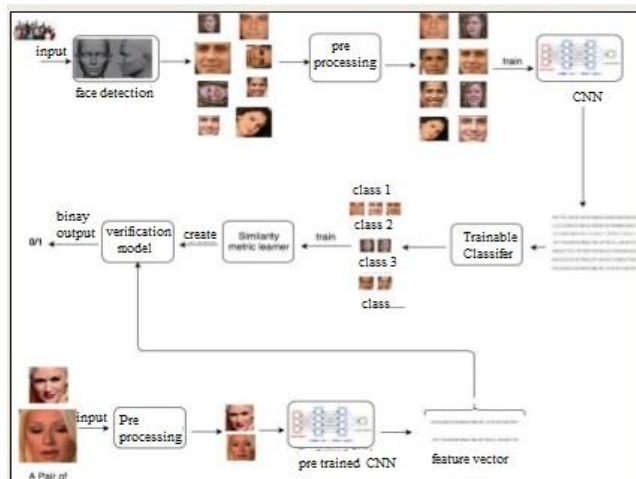 input
face detection
pre
processing
train
CNN
class 1
class 2
class 3
class.....
train
Similarity
metric learner
create
verification
model
binay
output
0/1
Trainable
Classifer
input
Pre
processing
pre trained CNN
feature vector
A Pair of